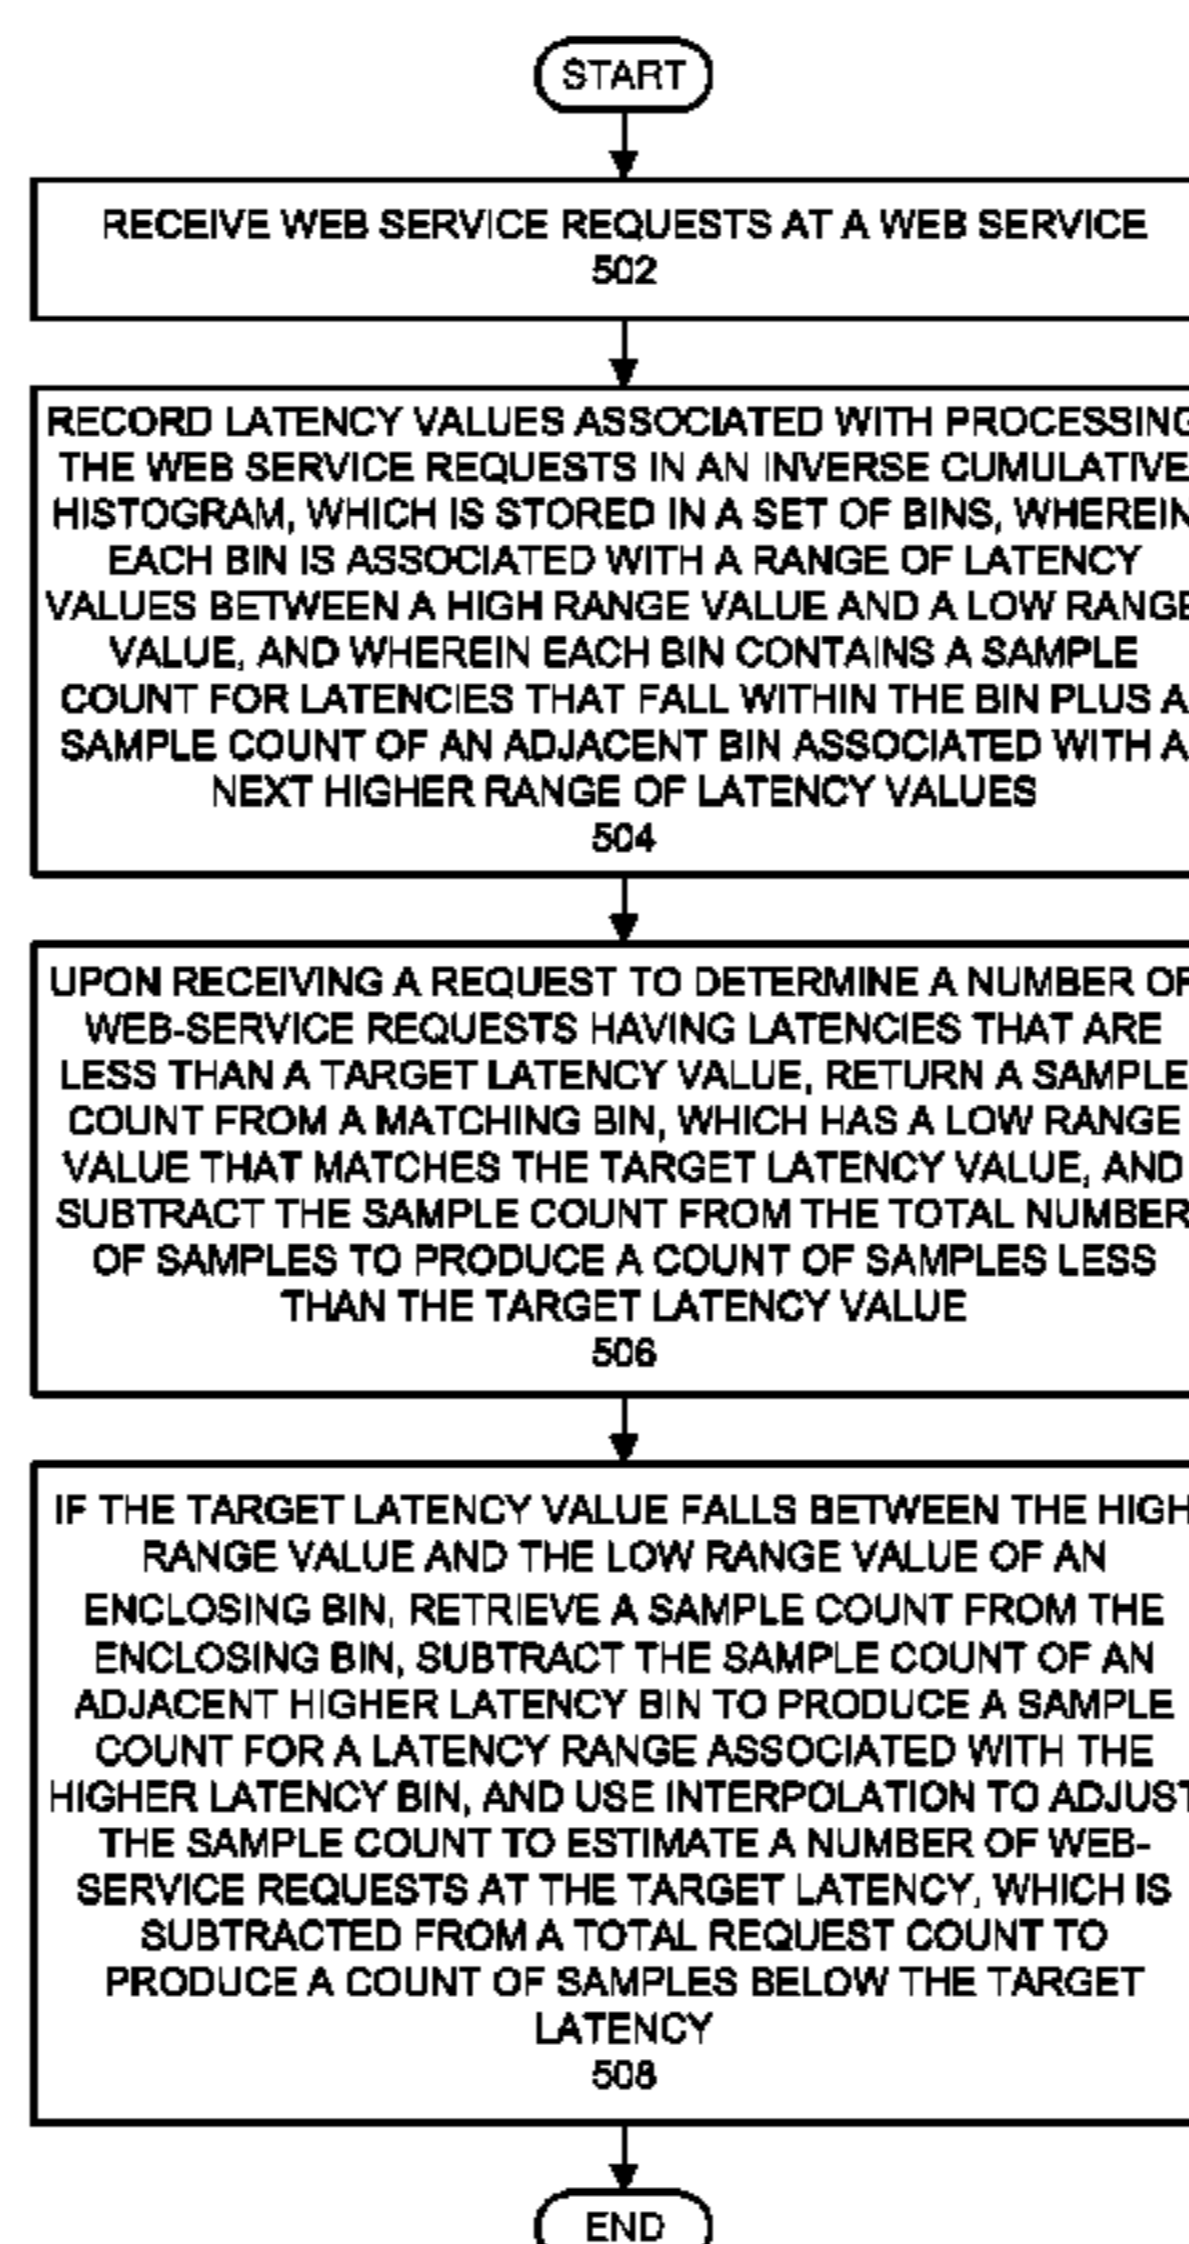 START
RECEIVE WEB SERVICE REQUESTS AT A WEB SERVICE
502
RECORD LATENCY VALUES ASSOCIATED WITH PROCESSING
THE WEB SERVICE REQUESTS IN AN INVERSE CUMULATIVE
HISTOGRAM, WHICH IS STORED IN A SET OF BINS, WHEREIN
EACH BIN IS ASSOCIATED WITH A RANGE OF LATENCY
VALUES BETWEEN A HIGH RANGE VALUE AND A LOW RANGE
VALUE, AND WHEREIN EACH BIN CONTAINS A SAMPLE
COUNT FOR LATENCIES THAT FALL WITHIN THE BIN PLUS A
SAMPLE COUNT OF AN ADJACENT BIN ASSOCIATED WITH A
NEXT HIGHER RANGE OF LATENCY VALUES
504
UPON RECEIVING A REQUEST TO DETERMINE A NUMBER OF
WEB-SERVICE REQUESTS HAVING LATENCIES THAT ARE
LESS THAN A TARGET LATENCY VALUE, RETURN A SAMPLE
COUNT FROM A MATCHING BIN, WHICH HAS A LOW RANGE
VALUE THAT MATCHES THE TARGET LATENCY VALUE, AND
SUBTRACT THE SAMPLE COUNT FROM THE TOTAL NUMBER
OF SAMPLES TO PRODUCE A COUNT OF SAMPLES LESS
THAN THE TARGET LATENCY VALUE
506
IF THE TARGET LATENCY VALUE FALLS BETWEEN THE HIGH
RANGE VALUE AND THE LOW RANGE VALUE OF AN
ENCLOSING BIN, RETRIEVE A SAMPLE COUNT FROM THE
ENCLOSING BIN, SUBTRACT THE SAMPLE COUNT OF AN
ADJACENT HIGHER LATENCY BIN TO PRODUCE A SAMPLE
COUNT FOR A LATENCY RANGE ASSOCIATED WITH THE
HIGHER LATENCY BIN, AND USE INTERPOLATION TO ADJUST
THE SAMPLE COUNT TO ESTIMATE A NUMBER OF WEB-
SERVICE REQUESTS AT THE TARGET LATENCY, WHICH IS
SUBTRACTED FROM A TOTAL REQUEST COUNT TO
PRODUCE A COUNT OF SAMPLES BELOW THE TARGET
LATENCY
508
END